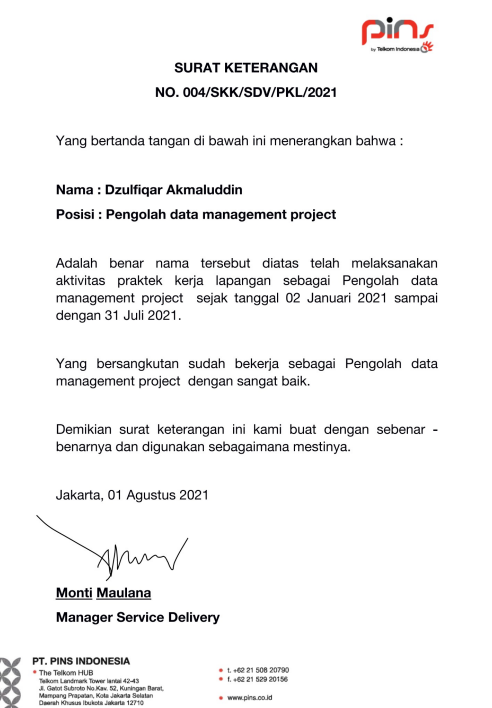 pins
by Telkom Indonesia
SURAT KETERANGAN
NO. 004/SKK/SDV/PKL/2021
Yang bertanda tangan di bawah ini menerangkan bahwa :
Nama : Dzulfiqar Akmaluddin
Posisi : Pengolah data management project
Adalah benar nama tersebut diatas telah melaksanakan
aktivitas praktek kerja lapangan sebagai Pengolah data
management project sejak tanggal 02 Januari 2021 sampai
dengan 31 Juli 2021.
Yang bersangkutan sudah bekerja sebagai Pengolah data
management project dengan sangat baik.
Demikian surat keterangan ini kami buat dengan sebenar -
benarnya dan digunakan sebagaimana mestinya.
Jakarta, 01 Agustus 2021
Monti Maulana
Manager Service Delivery
PT. PINS INDONESIA
The Telkom HUB
Telkom Landmark Tower lantai 42-43
Jl. Gatot Subroto No.Kav. 52, Kuningan Barat,
Mampang Prapatan, Kota Jakarta Selatan
Daerah Khusus Ibukota Jakarta 12710
t. +62 21 508 20790
f. +62 21 529 20156
www.pins.co.id